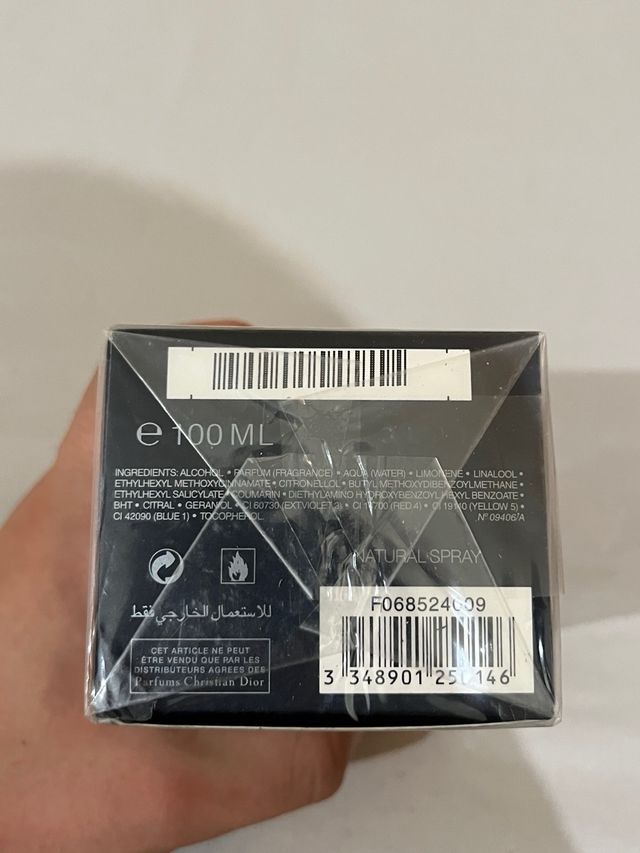 e 100 ML
INGREDIENTS: ALCOHOL • PARFUM (FRAGRANCE) • AQUA (WATER) • LIMONENE • LINALOOL •
ETHYLHEXYL METHOXYCINNAMATE • CITRONELLOL • BUTYL METHOXYDIBENZOYLMETHANE
ETHYLHEXYL SALICYLATE • COUMARIN • DIETHYLAMINO HYDROXYBENZOYL HEXYL BENZOATE •
BHT • CITRAL • GERANIOL • CI 60730 (EXT.VIOLET 2) • CI 14700 (RED 4) • CI 19140 (YELLOW 5) •
CI 42090 (BLUE 1) • TOCOPHEROL
N° 09406/A
NATURAL SPRAY
للاستعمال الخارجي فقط
F068524009
CET ARTICLE NE PEUT
ÊTRE VENDU QUE PAR LES
DISTRIBUTEURS AGRÉÉS DES
Parfums Christian Dior
3 348901 250146